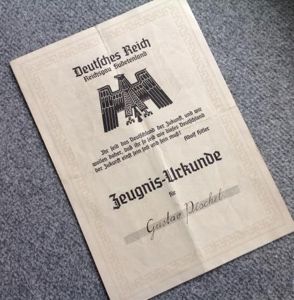 Deutsches Reich
Reichsgau Sudetenland
Ihr seid das Deutschland der Zukunft und wir
wollen daher, daß ihr so seid wie dieses Deutschland
der Zukunft einst sein soll und sein muß! Adolf Hitler
Zeugnis-Urkunde
für
Gustav Pöschel